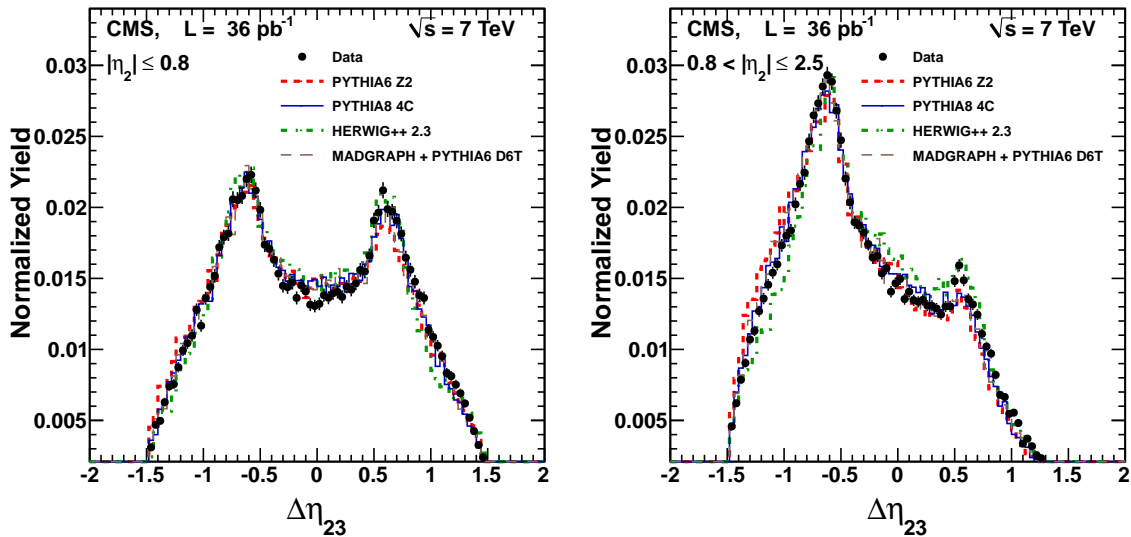 CMS, L = 36 pb⁻¹ √s = 7 TeV
|η₂| ≤ 0.8
Data
PYTHIA6 Z2
PYTHIA8 4C
HERWIG++ 2.3
MADGRAPH + PYTHIA6 D6T
Normalized Yield
0.03
0.025
0.02
0.015
0.01
0.005
-2 -1.5 -1 -0.5 0 0.5 1 1.5 2
Δη₂₃
CMS, L = 36 pb⁻¹ √s = 7 TeV
0.8 < |η₂| ≤ 2.5
Data
PYTHIA6 Z2
PYTHIA8 4C
HERWIG++ 2.3
MADGRAPH + PYTHIA6 D6T
Normalized Yield
0.03
0.025
0.02
0.015
0.01
0.005
-2 -1.5 -1 -0.5 0 0.5 1 1.5 2
Δη₂₃